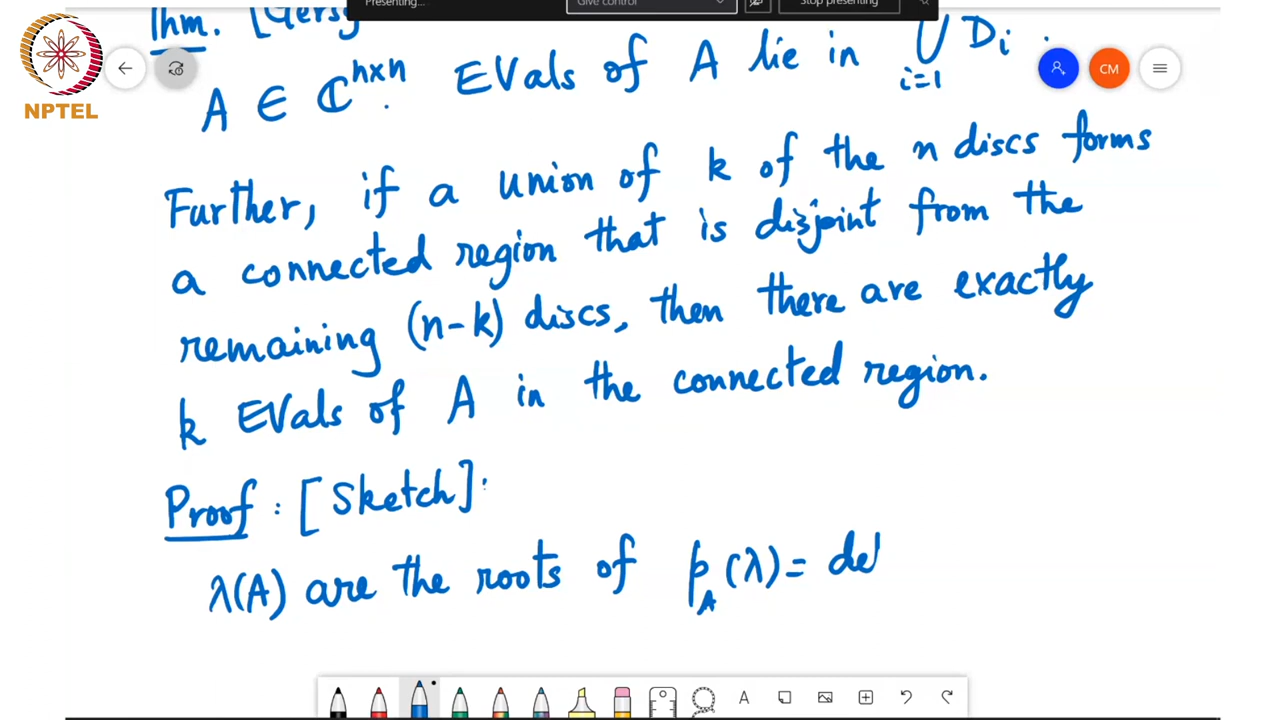 Presenting...
Give control
Stop presenting
Thm. [Gersg
A ∈ ℂⁿˣⁿ EVals of A lie in ⋃ᵢ₌₁ Dᵢ .
NPTEL
CM
Further, if a union of k of the n discs forms
a connected region that is disjoint from the
remaining (n-k) discs, then there are exactly
k EVals of A in the connected region.
Proof : [Sketch]:
λ(A) are the roots of p_A(λ) = det
A